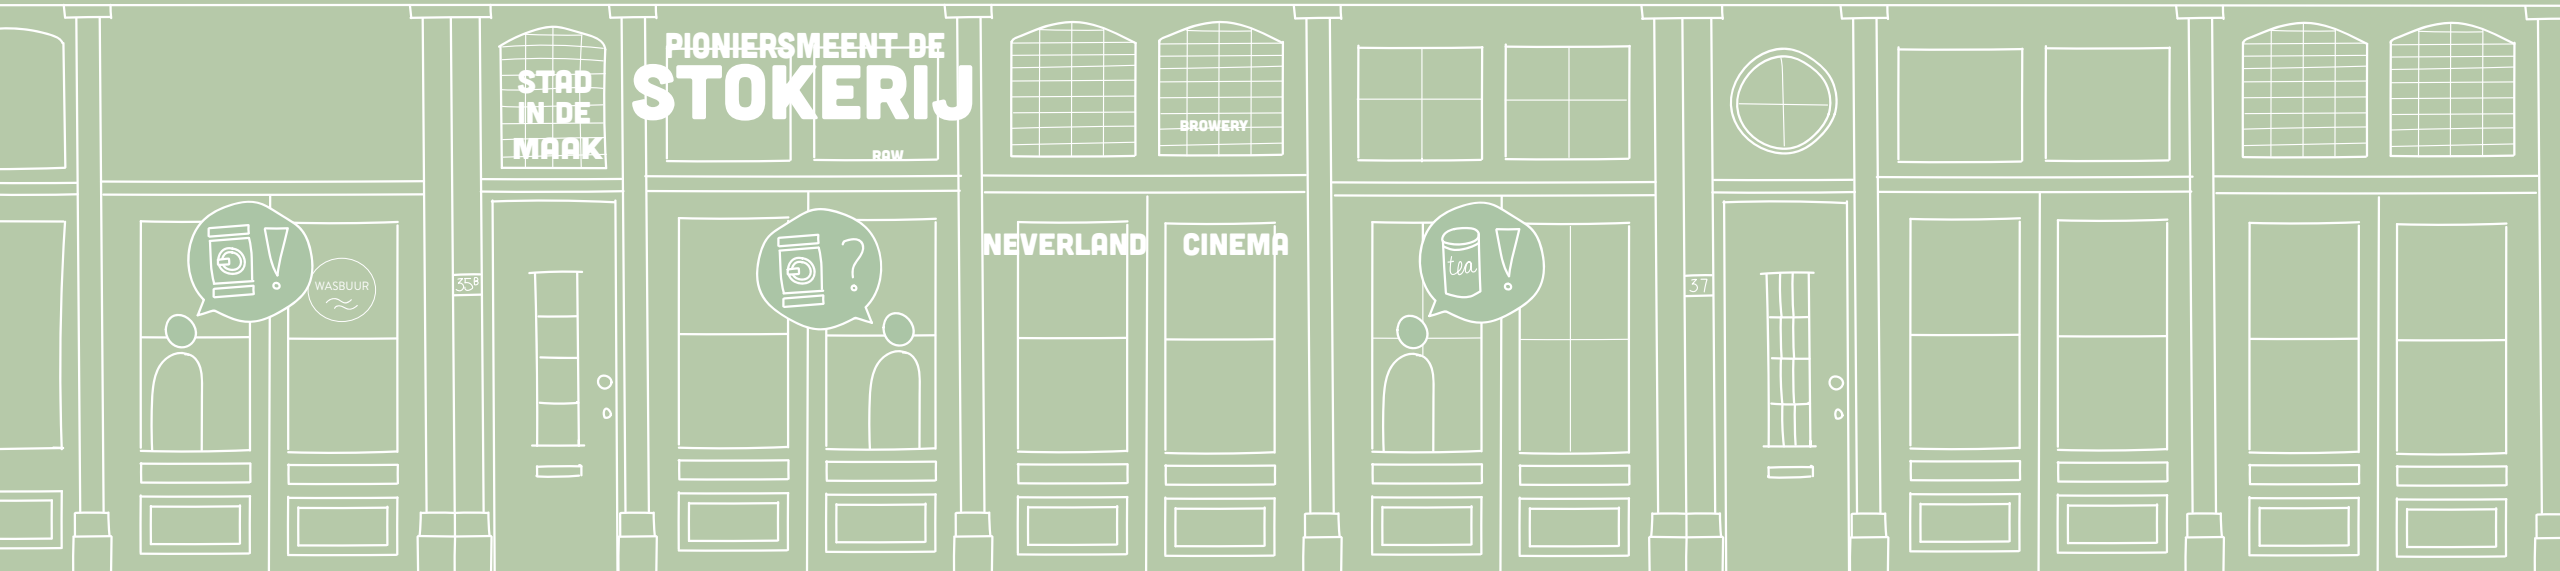 PIONIERSMEENT DE
STOKERIJ
STAD
IN DE
MAAK
BROWERY
RAW
NEVERLAND CINEMA
WASBUUR
35B
tea
37
!
?
!